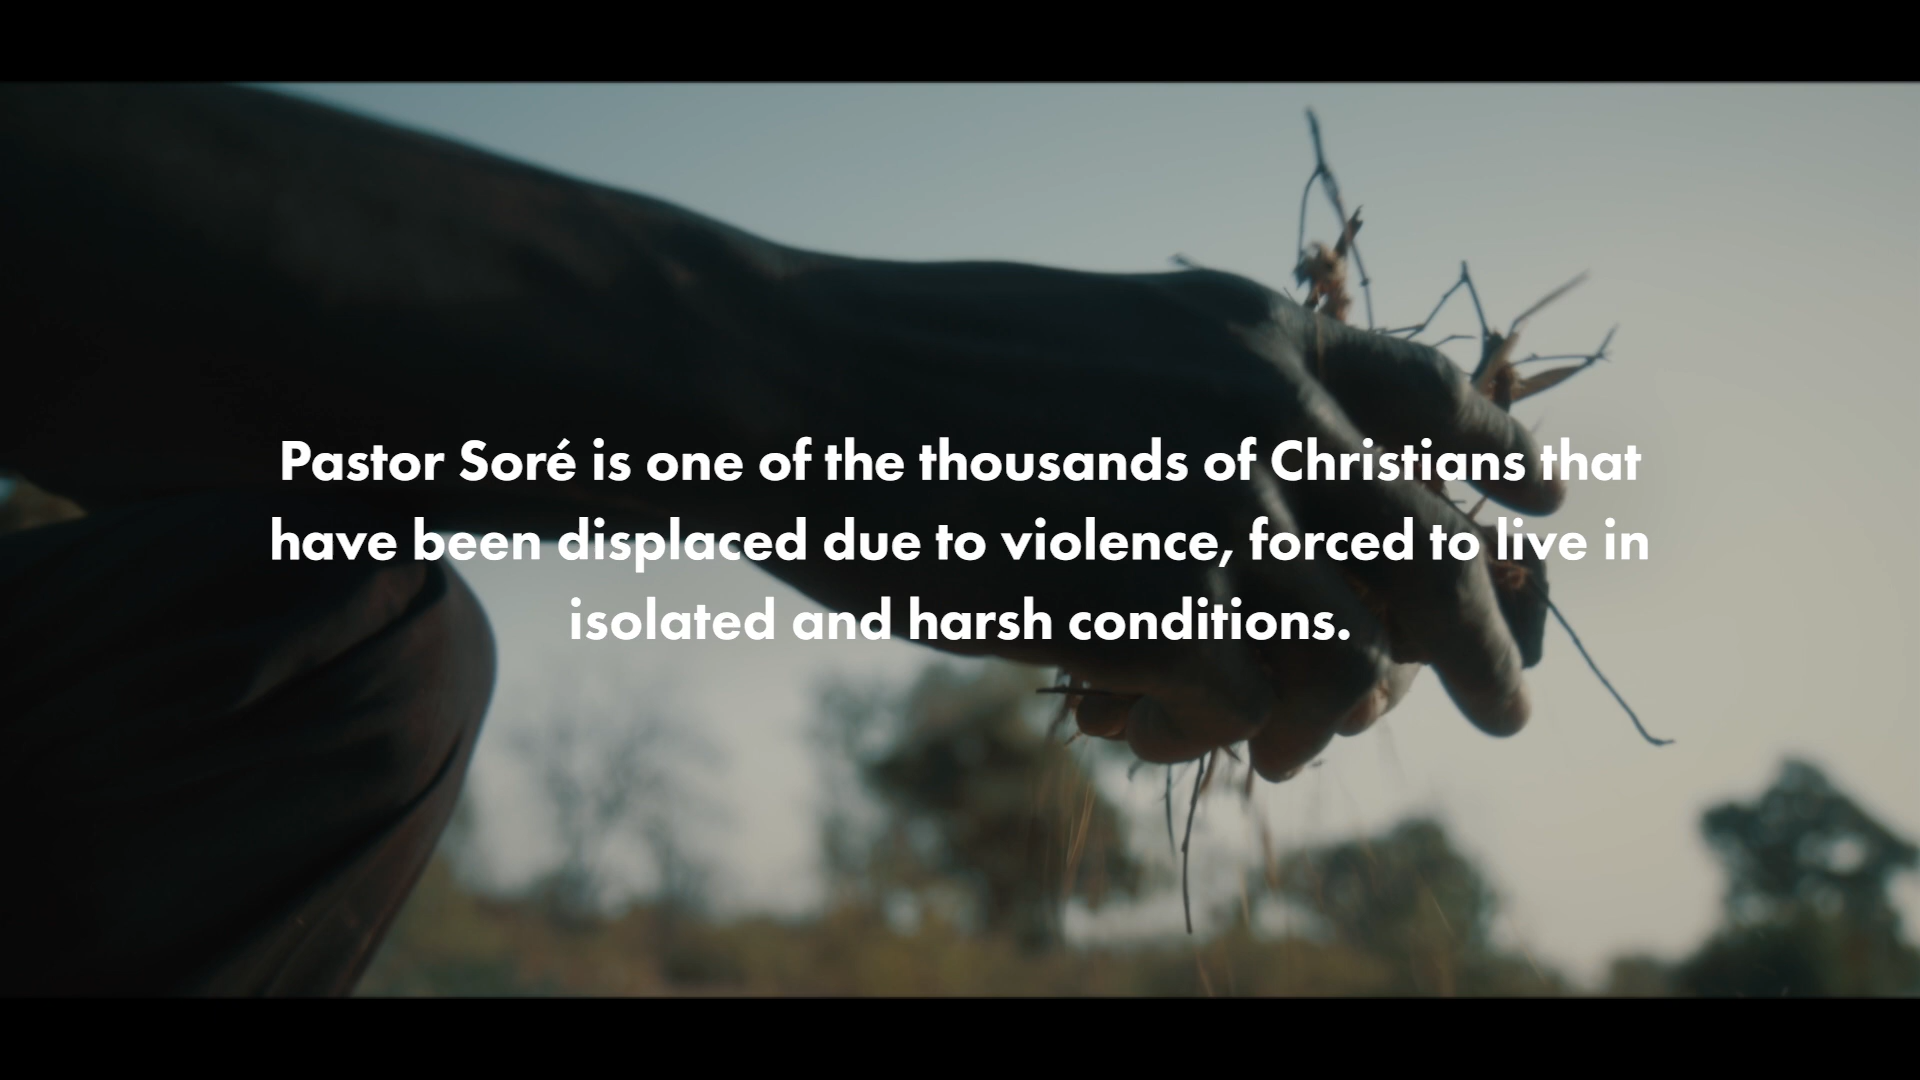 Pastor Soré is one of the thousands of Christians that
have been displaced due to violence, forced to live in
isolated and harsh conditions.